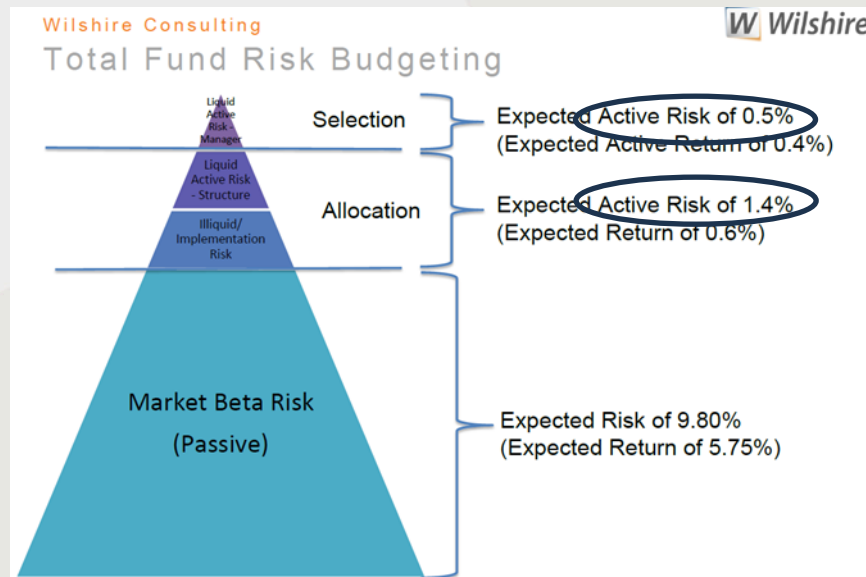 Wilshire Consulting
W Wilshire
Total Fund Risk Budgeting
Liquid
Active
Risk -
Manager
Selection
Expected Active Risk of 0.5%
(Expected Active Return of 0.4%)
Liquid
Active Risk
- Structure
Allocation
Expected Active Risk of 1.4%
(Expected Return of 0.6%)
Illiquid/
Implementation
Risk
Market Beta Risk
(Passive)
Expected Risk of 9.80%
(Expected Return of 5.75%)